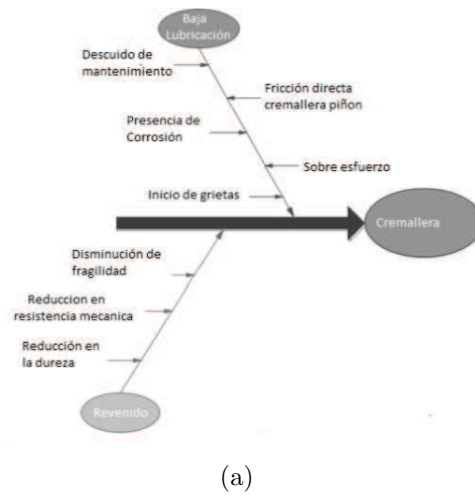 Baja
Lubricación
Descuido de
mantenimiento
Fricción directa
cremallera piñon
Presencia de
Corrosión
Sobre esfuerzo
Inicio de grietas
Cremallera
Disminución de
fragilidad
Reduccion en
resistencia mecanica
Reducción en
la dureza
Revenido
(a)